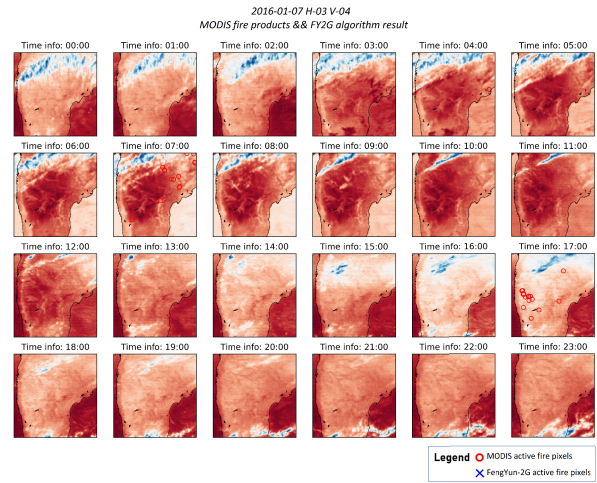 2016-01-07 H-03 V-04
MODIS fire products && FY2G algorithm result
Time info: 00:00 Time info: 01:00 Time info: 02:00 Time info: 03:00 Time info: 04:00 Time info: 05:00
Time info: 06:00 Time info: 07:00 Time info: 08:00 Time info: 09:00 Time info: 10:00 Time info: 11:00
Time info: 12:00 Time info: 13:00 Time info: 14:00 Time info: 15:00 Time info: 16:00 Time info: 17:00
Time info: 18:00 Time info: 19:00 Time info: 20:00 Time info: 21:00 Time info: 22:00 Time info: 23:00
Legend MODIS active fire pixels
FengYun-2G active fire pixels